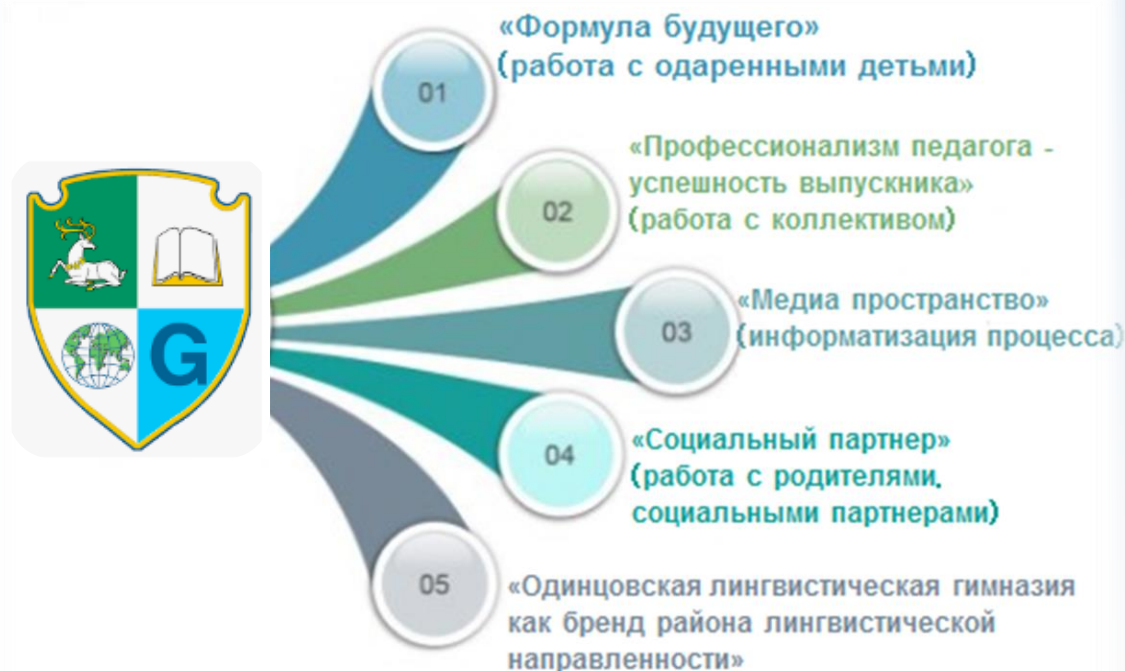 «Формула будущего»
(работа с одаренными детьми)
01
«Профессионализм педагога -
успешность выпускника»
(работа с коллективом)
02
«Медиа пространство»
(информатизация процесса)
03
G
«Социальный партнер»
(работа с родителями,
социальными партнерами)
04
«Одинцовская лингвистическая гимназия
как бренд района лингвистической
направленности»
05